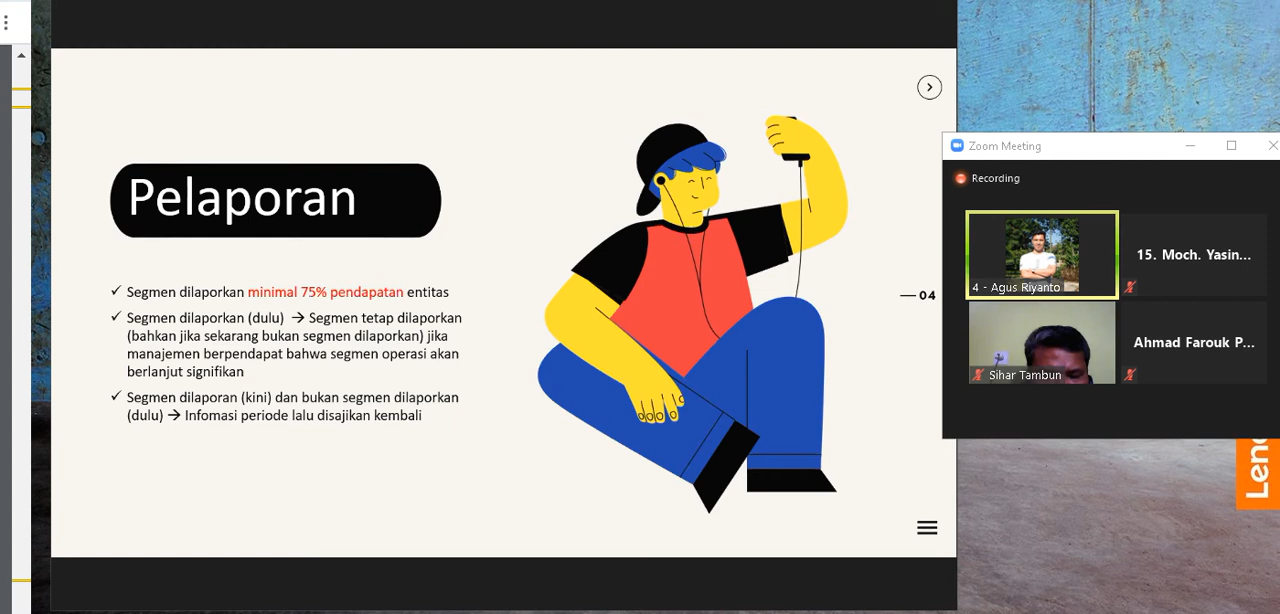 Pelaporan
✓ Segmen dilaporkan minimal 75% pendapatan entitas
✓ Segmen dilaporkan (dulu) → Segmen tetap dilaporkan
(bahkan jika sekarang bukan segmen dilaporkan) jika
manajemen berpendapat bahwa segmen operasi akan
berlanjut signifikan
✓ Segmen dilaporan (kini) dan bukan segmen dilaporkan
(dulu) → Infomasi periode lalu disajikan kembali
04
Zoom Meeting
Recording
4 - Agus Riyanto
15. Moch. Yasin...
Sihar Tambun
Ahmad Farouk P...
Leno